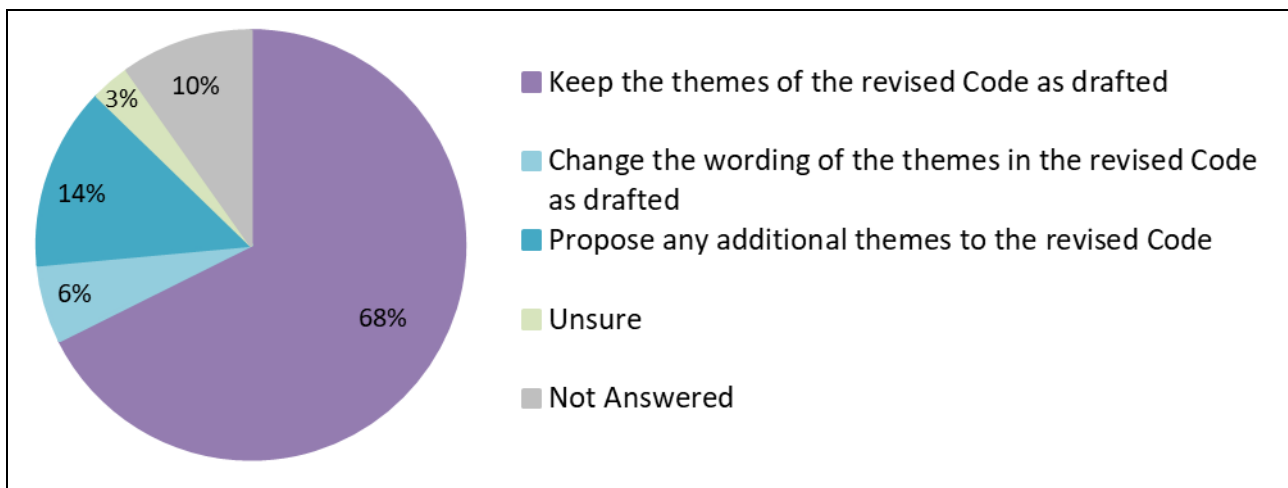 10%
3%
14%
6%
68%
Keep the themes of the revised Code as drafted
Change the wording of the themes in the revised Code
as drafted
Propose any additional themes to the revised Code
Unsure
Not Answered